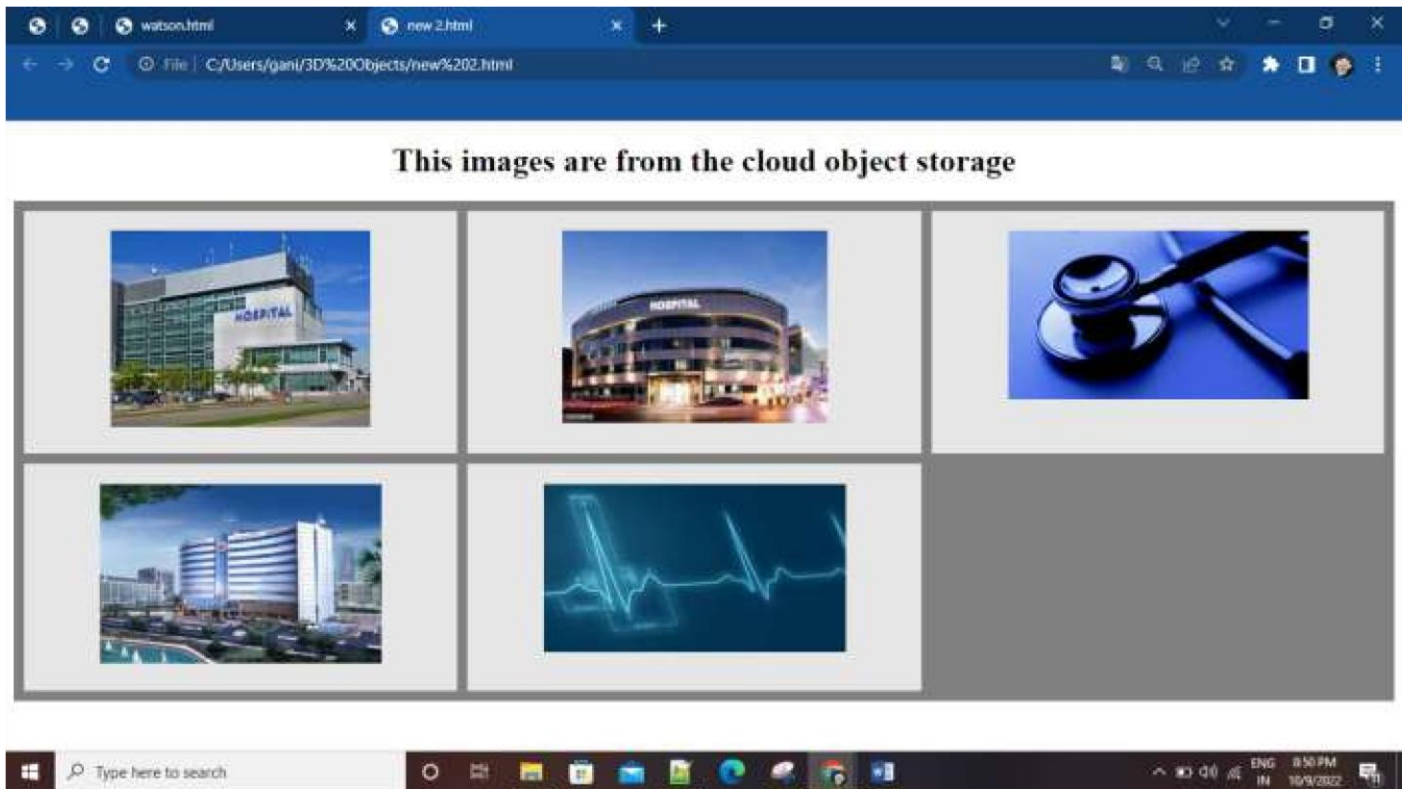 watson.html
new 2.html
File C:/Users/gani/3D%20Objects/new%202.html
This images are from the cloud object storage
HOSPITAL
HOSPITAL
Type here to search
ENG 8:50 PM
IN 10/9/2022